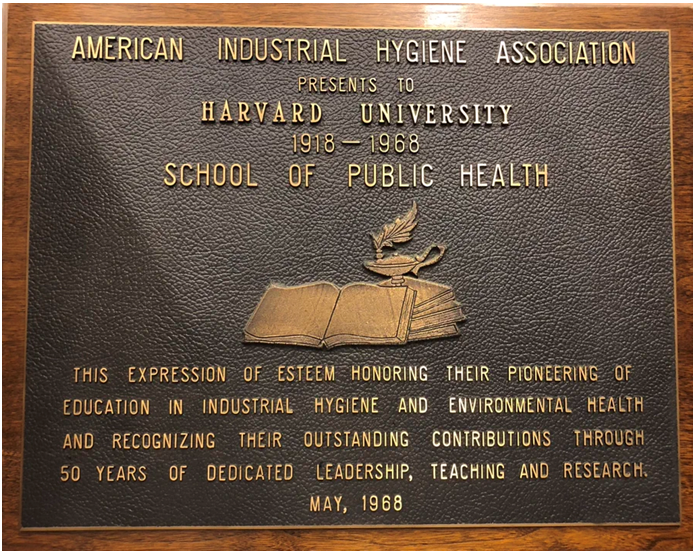 AMERICAN INDUSTRIAL HYGIENE ASSOCIATION
PRESENTS TO
HARVARD UNIVERSITY
1918 — 1968
SCHOOL OF PUBLIC HEALTH
THIS EXPRESSION OF ESTEEM HONORING THEIR PIONEERING OF
EDUCATION IN INDUSTRIAL HYGIENE AND ENVIRONMENTAL HEALTH
AND RECOGNIZING THEIR OUTSTANDING CONTRIBUTIONS THROUGH
50 YEARS OF DEDICATED LEADERSHIP, TEACHING AND RESEARCH.
MAY, 1968